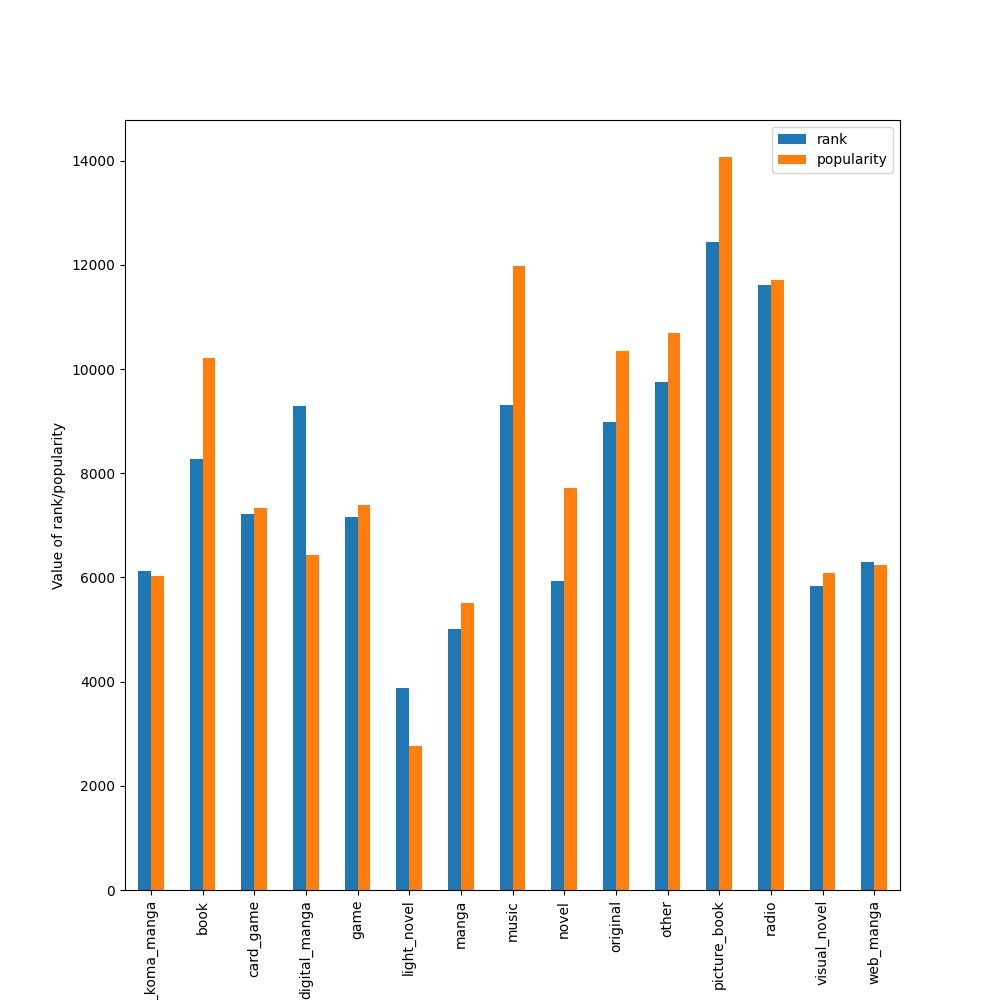 rank
popularity
Value of rank/popularity
14000
12000
10000
8000
6000
4000
2000
0
_koma_manga
book
card_game
digital_manga
game
light_novel
manga
music
novel
original
other
picture_book
radio
visual_novel
web_manga